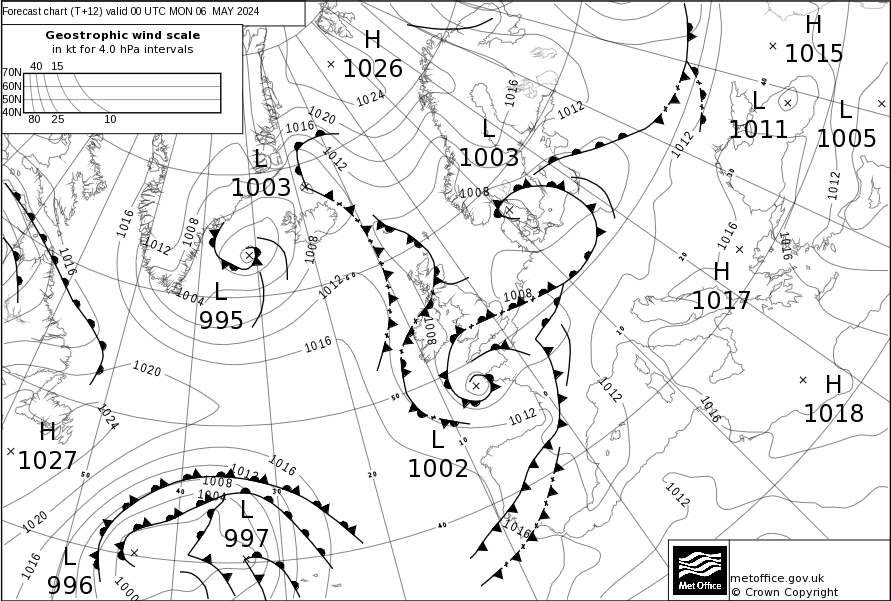 Forecast chart (T+12) valid 00 UTC MON 06 MAY 2024
Geostrophic wind scale
in kt for 4.0 hPa intervals
40 15
70N
60N
50N
40N
80 25 10
H
1026
H
1015
L
1011
L
1005
L
1003
L
1003
L
995
H
1017
H
1018
L
1002
H
1027
L
997
L
996
1016
1024
1020
1016
1012
1012
1012
1008
1012
1016
1016
1016
1008
1012
1016
1008
1004
1012
1008
1008
1016
1020
1024
1012
1012
1016
1012
1016
1016
1012
1008
1004
1020
1016
1000
40
30
20
10
0
60
50
10
20
40
50
40
30
Met Office
metoffice.gov.uk
© Crown Copyright